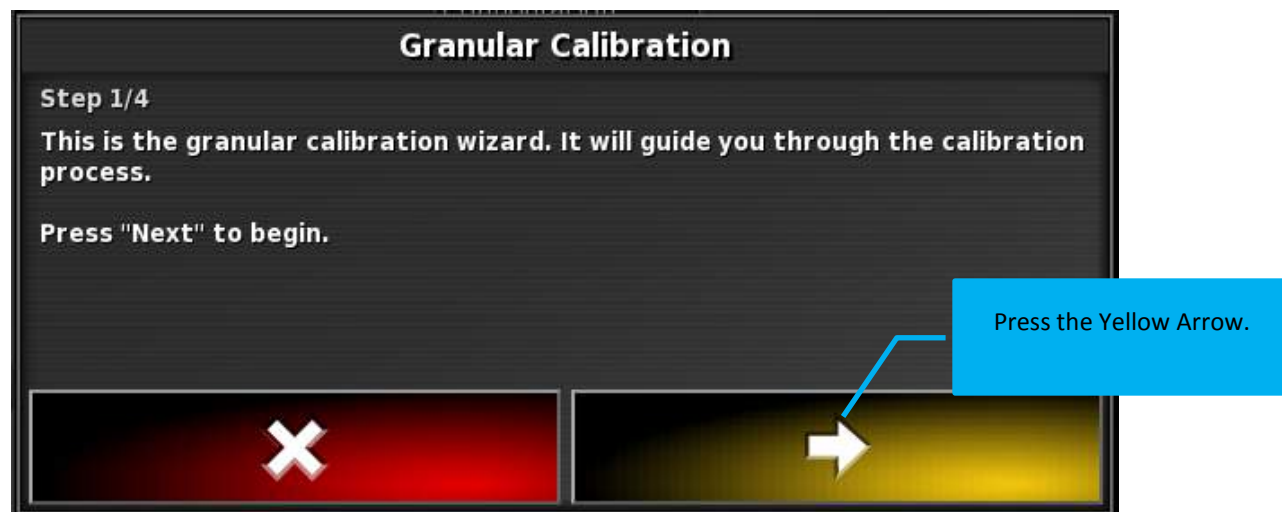 Granular Calibration
Step 1/4
This is the granular calibration wizard. It will guide you through the calibration
process.
Press "Next" to begin.
Press the Yellow Arrow.